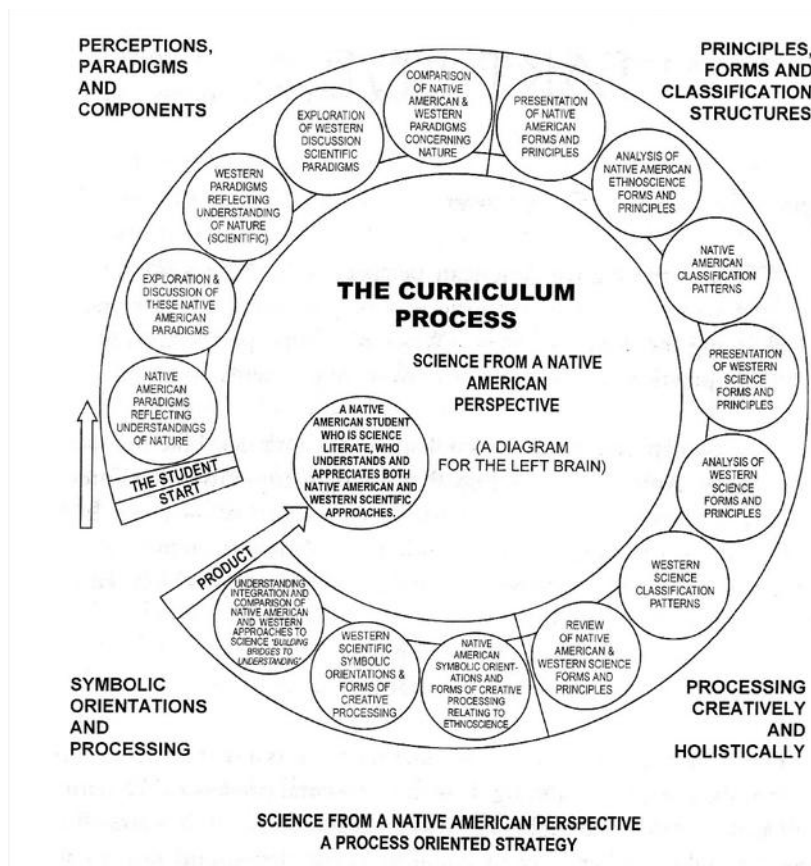 PERCEPTIONS,
PARADIGMS
AND
COMPONENTS
PRINCIPLES,
FORMS AND
CLASSIFICATION
STRUCTURES
THE STUDENT
START
NATIVE
AMERICAN
PARADIGMS
REFLECTING
UNDERSTANDINGS
OF NATURE
EXPLORATION &
DISCUSSION OF
THESE NATIVE
AMERICAN
PARADIGMS
WESTERN
PARADIGMS
REFLECTING
UNDERSTANDING
OF NATURE
(SCIENTIFIC)
EXPLORATION
OF WESTERN
DISCUSSION
SCIENTIFIC
PARADIGMS
COMPARISON
OF NATIVE
AMERICAN &
WESTERN
PARADIGMS
CONCERNING
NATURE
PRESENTATION
OF NATIVE
AMERICAN
FORMS AND
PRINCIPLES
ANALYSIS OF
NATIVE AMERICAN
ETHNOSCIENCE
FORMS AND
PRINCIPLES
NATIVE
AMERICAN
CLASSIFICATION
PATTERNS
PRESENTATION
OF WESTERN
SCIENCE
FORMS AND
PRINCIPLES
ANALYSIS OF
WESTERN
SCIENCE
FORMS AND
PRINCIPLES
WESTERN
SCIENCE
CLASSIFICATION
PATTERNS
REVIEW
OF NATIVE
AMERICAN &
WESTERN SCIENCE
FORMS AND
PRINCIPLES
NATIVE
AMERICAN
SYMBOLIC ORIENT-
ATIONS AND
FORMS OF CREATIVE
PROCESSING
RELATING TO
ETHNOSCIENCE
WESTERN
SCIENTIFIC
SYMBOLIC
ORIENTATIONS &
FORMS OF
CREATIVE
PROCESSING
UNDERSTANDING
INTEGRATION AND
COMPARISON OF
NATIVE AMERICAN
AND WESTERN
APPROACHES TO
SCIENCE "BUILDING
BRIDGES TO
UNDERSTANDING"
PRODUCT
THE CURRICULUM
PROCESS
SCIENCE FROM A NATIVE
AMERICAN
PERSPECTIVE
(A DIAGRAM
FOR THE LEFT BRAIN)
A NATIVE
AMERICAN STUDENT
WHO IS SCIENCE
LITERATE, WHO
UNDERSTANDS AND
APPRECIATES BOTH
NATIVE AMERICAN AND
WESTERN SCIENTIFIC
APPROACHES.
SYMBOLIC
ORIENTATIONS
AND
PROCESSING
PROCESSING
CREATIVELY
AND
HOLISTICALLY
SCIENCE FROM A NATIVE AMERICAN PERSPECTIVE
A PROCESS ORIENTED STRATEGY